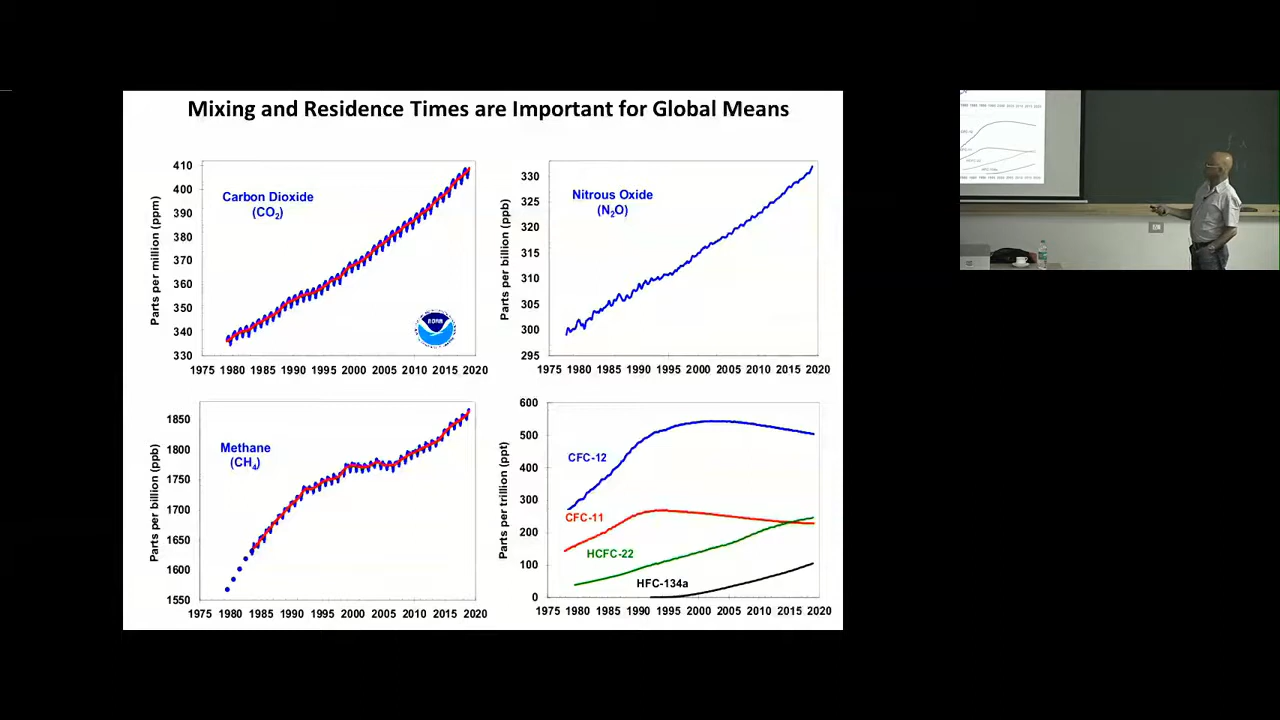 Mixing and Residence Times are Important for Global Means
Parts per million (ppm)
410
400
390
380
370
360
350
340
330
Carbon Dioxide
(CO₂)
NOAA
1975 1980 1985 1990 1995 2000 2005 2010 2015 2020
Parts per billion (ppb)
330
325
320
315
310
305
300
295
Nitrous Oxide
(N₂O)
1975 1980 1985 1990 1995 2000 2005 2010 2015 2020
Parts per billion (ppb)
1850
1800
1750
1700
1650
1600
1550
Methane
(CH₄)
1975 1980 1985 1990 1995 2000 2005 2010 2015 2020
Parts per trillion (ppt)
600
500
400
300
200
100
0
CFC-12
CFC-11
HCFC-22
HFC-134a
1975 1980 1985 1990 1995 2000 2005 2010 2015 2020